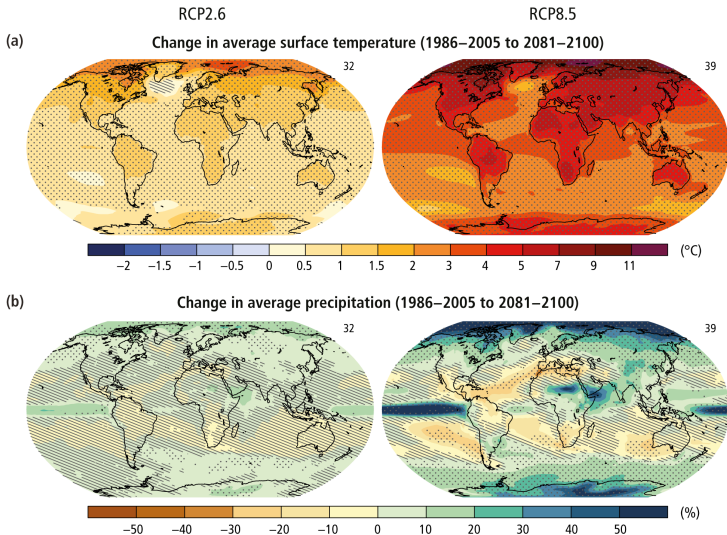 RCP2.6 RCP8.5
(a) Change in average surface temperature (1986–2005 to 2081–2100)
32 39
−2 −1.5 −1 −0.5 0 0.5 1 1.5 2 3 4 5 7 9 11 (°C)
(b) Change in average precipitation (1986–2005 to 2081–2100)
32 39
−50 −40 −30 −20 −10 0 10 20 30 40 50 (%)